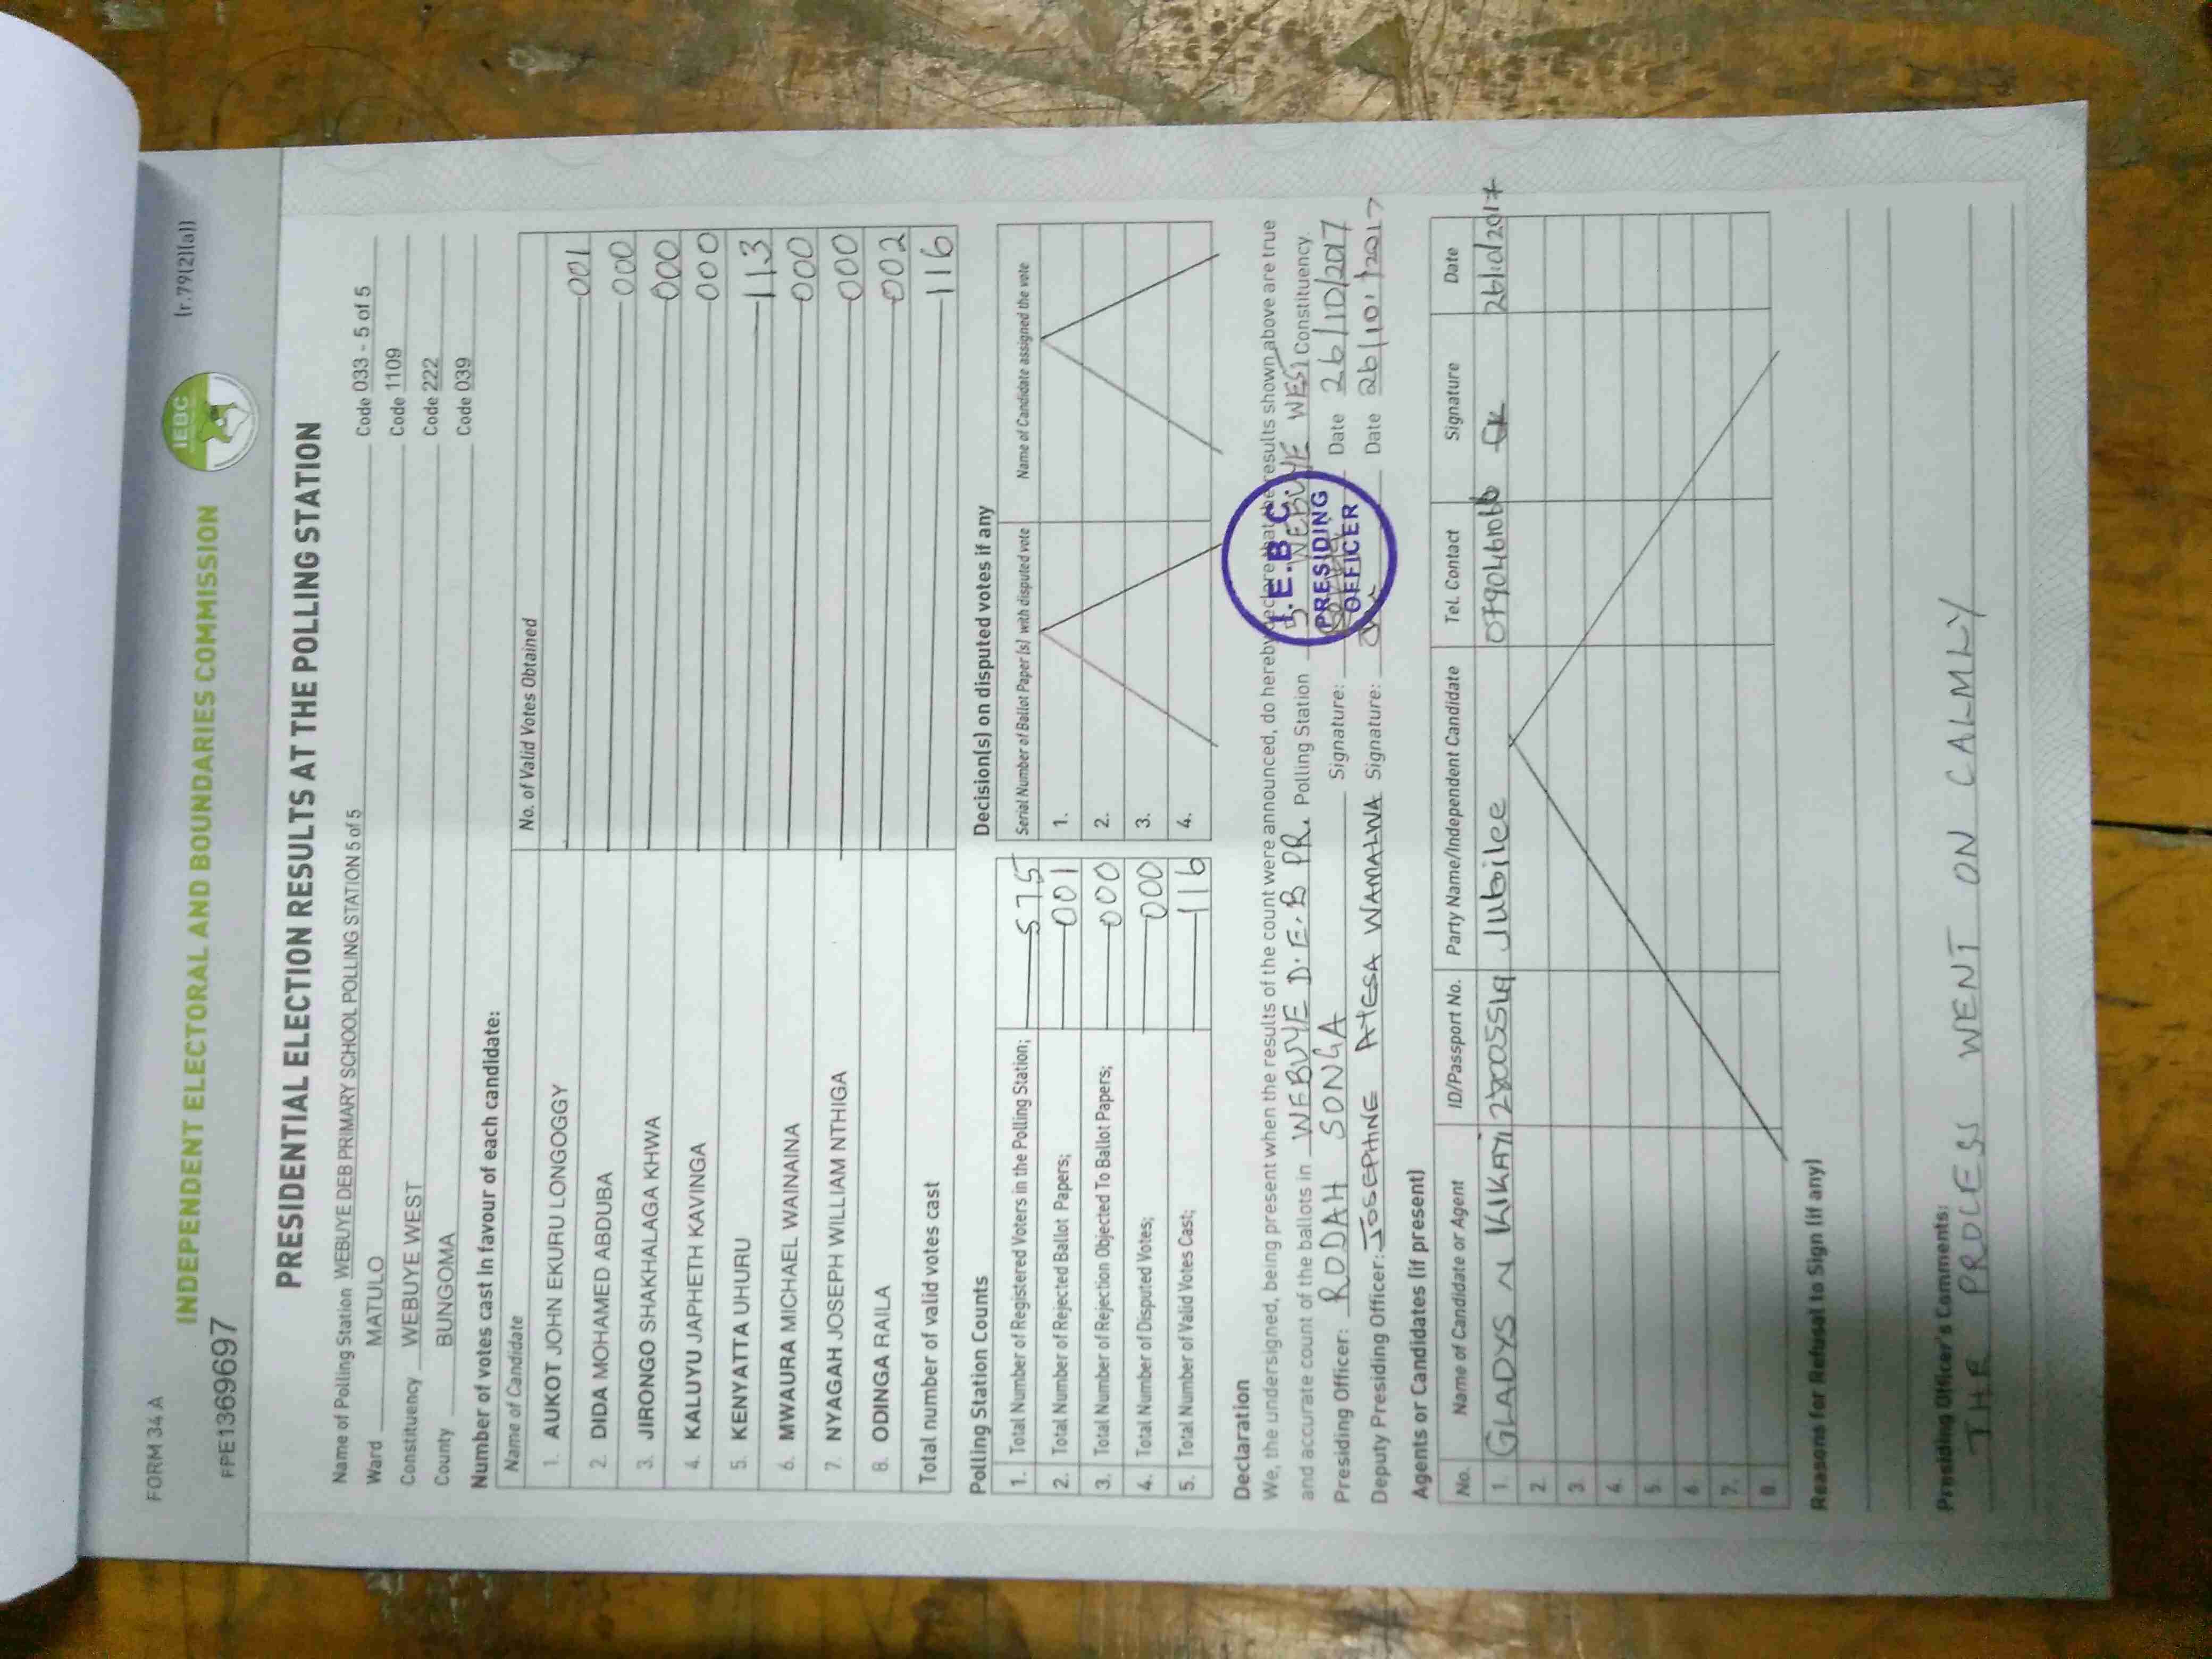 FORM 34 A
(r.79(2)(a))
INDEPENDENT ELECTORAL AND BOUNDARIES COMMISSION
IEBC
FPE1369697
PRESIDENTIAL ELECTION RESULTS AT THE POLLING STATION
Name of Polling Station WEBUYE DEB PRIMARY SCHOOL POLLING STATION 5 of 5 Code 033 - 5 of 5
Ward MATULO Code 1109
Constituency WEBUYE WEST Code 222
County BUNGOMA Code 039
Number of votes cast in favour of each candidate:
Name of Candidate No. of Valid Votes Obtained
1. AUKOT JOHN EKURU LONGOGGY 001
2. DIDA MOHAMED ABDUBA 000
3. JIRONGO SHAKHALAGA KHWA 000
4. KALUYU JAPHETH KAVINGA 000
5. KENYATTA UHURU 113
6. MWAURA MICHAEL WAINAINA 000
7. NYAGAH JOSEPH WILLIAM NTHIGA 000
8. ODINGA RAILA 002
Total number of valid votes cast 116
Polling Station Counts
1. Total Number of Registered Voters in the Polling Station; 575
2. Total Number of Rejected Ballot Papers; 001
3. Total Number of Rejection Objected To Ballot Papers; 000
4. Total Number of Disputed Votes; 000
5. Total Number of Valid Votes Cast; 116
Decision(s) on disputed votes if any
Serial Number of Ballot Paper (s) with disputed vote Name of Candidate assigned the vote
1.
2.
3.
4.
Declaration
We, the undersigned, being present when the results of the count were announced, do hereby declare that the results shown above are true
and accurate count of the ballots in WEBUYE D.E.B PR. Polling Station 5 WEBUYE WEST Constituency.
Presiding Officer: RODAH SONGA Signature: Date 26/10/2017
Deputy Presiding Officer: JOSEPHINE ATESA WAMALWA Signature: Date 26/10/2017
I.E.B.C
PRESIDING
OFFICER
Agents or Candidates (if present)
No. Name of Candidate or Agent ID/Passport No. Party Name/Independent Candidate Tel. Contact Signature Date
1. GLADYS N Jubilee 26/10/2017
2.
3.
4.
5.
6.
7.
8.
Reasons for Refusal to Sign (if any)
Presiding Officer's Comments:
THE PROCESS WENT ON CALMLY